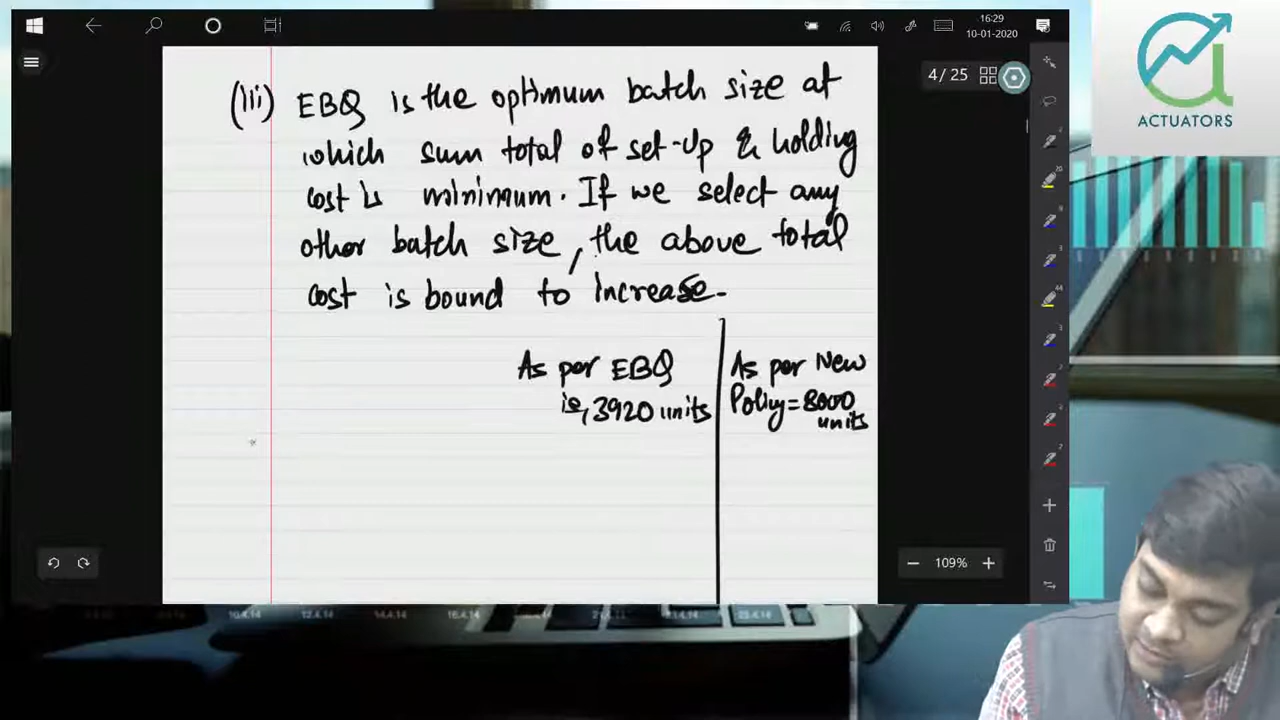 16:29
10-01-2020
4/25
ACTUATORS
(iii) EBQ is the optimum batch size at
which sum total of set-up & holding
cost is minimum. If we select any
other batch size, the above total
cost is bound to increase.
As per EBQ
ie, 3920 units
As per New
Policy = 8000
units
109%